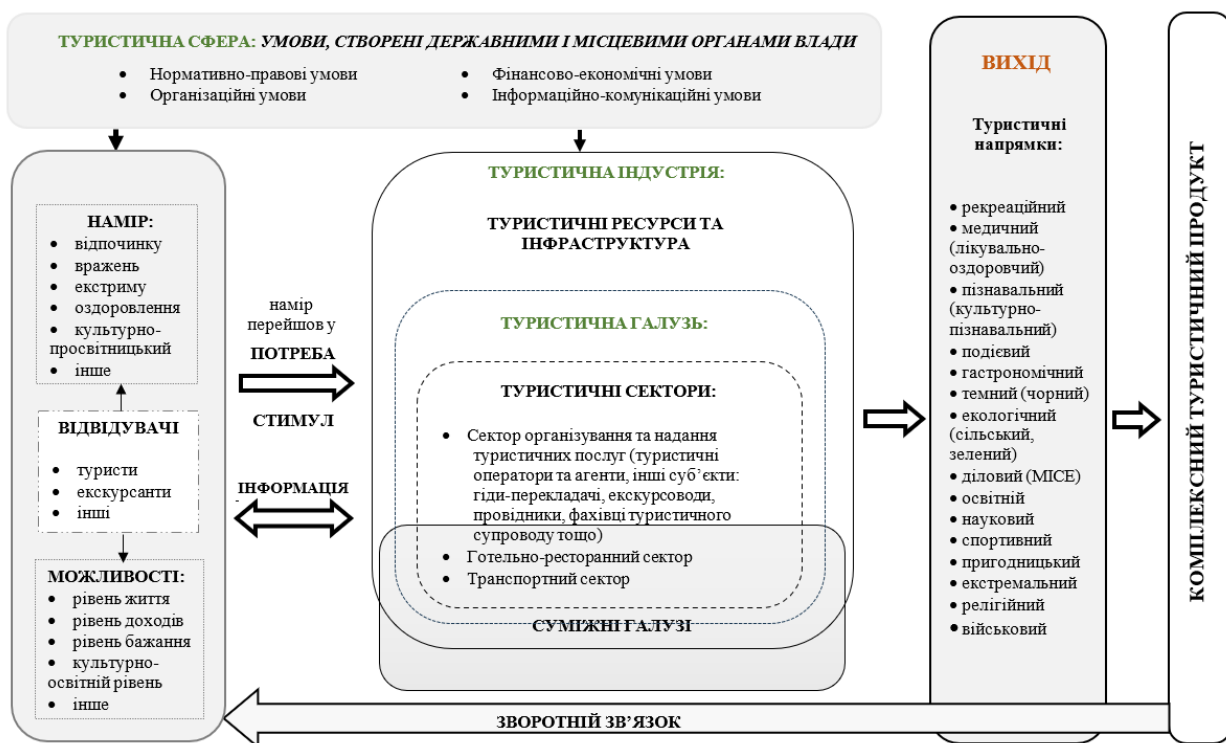 ТУРИСТИЧНА СФЕРА: УМОВИ, СТВОРЕНІ ДЕРЖАВНИМИ І МІСЦЕВИМИ ОРГАНАМИ ВЛАДИ
• Нормативно-правові умови
• Організаційні умови
• Фінансово-економічні умови
• Інформаційно-комунікаційні умови
НАМІР:
• відпочинку
• вражень
• екстриму
• оздоровлення
• культурно-
просвітницький
• інше
ВІДВІДУВАЧІ
• туристи
• екскурсанти
• інші
МОЖЛИВОСТІ:
• рівень життя
• рівень доходів
• рівень бажання
• культурно-
освітній рівень
• інше
намір
перейшов у
ПОТРЕБА
СТИМУЛ
ІНФОРМАЦІЯ
ТУРИСТИЧНА ІНДУСТРІЯ:
ТУРИСТИЧНІ РЕСУРСИ ТА
ІНФРАСТРУКТУРА
ТУРИСТИЧНА ГАЛУЗЬ:
ТУРИСТИЧНІ СЕКТОРИ:
• Сектор організування та надання
туристичних послуг (туристичні
оператори та агенти, інші суб’єкти:
гіди-перекладачі, екскурсоводи,
провідники, фахівці туристичного
супроводу тощо)
• Готельно-ресторанний сектор
• Транспортний сектор
СУМІЖНІ ГАЛУЗІ
ВИХІД
Туристичні
напрямки:
• рекреаційний
• медичний
(лікувально-
оздоровчий)
• пізнавальний
(культурно-
пізнавальний)
• подієвий
• гастрономічний
• темний (чорний)
• екологічний
(сільський,
зелений)
• діловий (MICE)
• освітній
• науковий
• спортивний
• пригодницький
• екстремальний
• релігійний
• військовий
КОМПЛЕКСНИЙ ТУРИСТИЧНИЙ ПРОДУКТ
ЗВОРОТНІЙ ЗВ’ЯЗОК